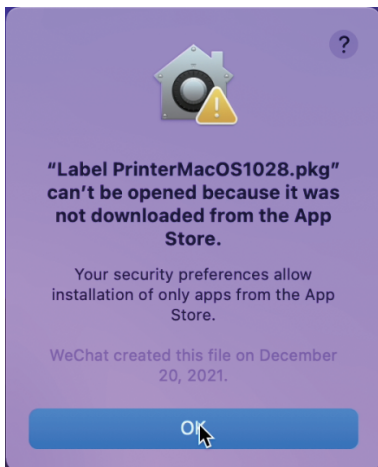 ?
“Label PrinterMacOS1028.pkg”
can’t be opened because it was
not downloaded from the App
Store.
Your security preferences allow
installation of only apps from the App
Store.
WeChat created this file on December
20, 2021.
OK